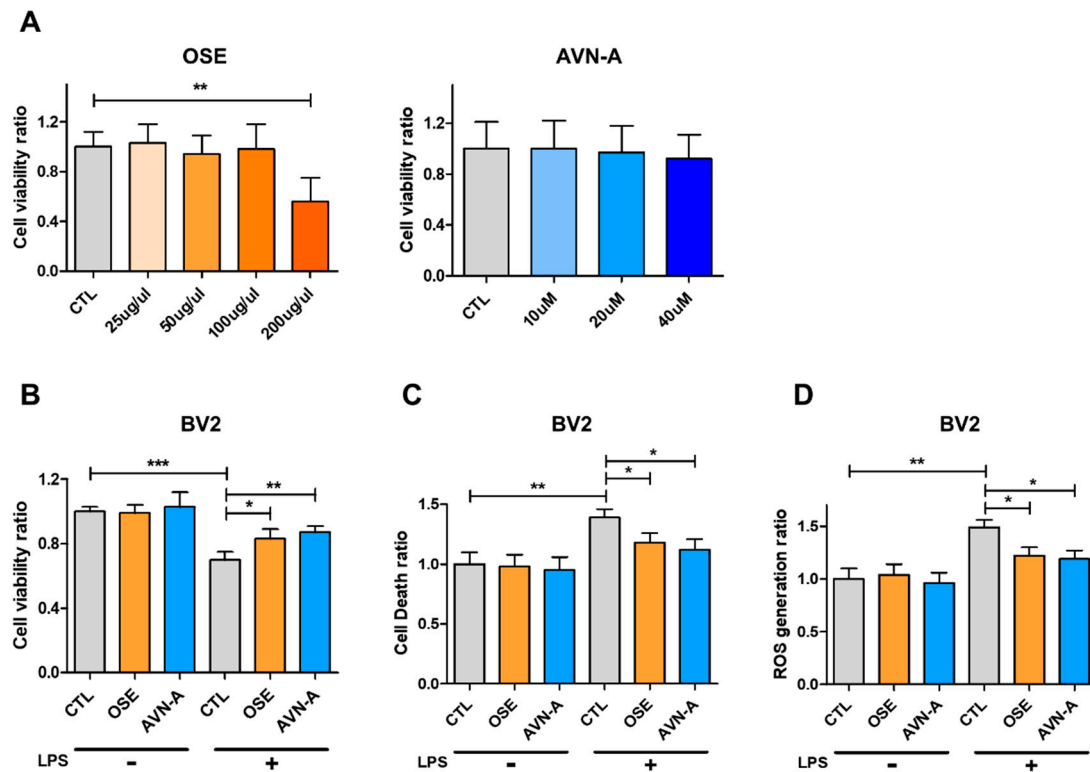 A
OSE
**
Cell viability ratio
1.2
0.8
0.4
0.0
CTL
25ug/ul
50ug/ul
100ug/ul
200ug/ul
AVN-A
Cell viability ratio
1.2
0.8
0.4
0.0
CTL
10uM
20uM
40uM
B
BV2
***
**
*
Cell viability ratio
1.2
0.8
0.4
0.0
CTL
OSE
AVN-A
CTL
OSE
AVN-A
LPS - +
C
BV2
*
*
**
Cell Death ratio
1.5
1.0
0.5
0.0
CTL
OSE
AVN-A
CTL
OSE
AVN-A
LPS - +
D
BV2
**
*
*
ROS generation ratio
1.5
1.0
0.5
0.0
CTL
OSE
AVN-A
CTL
OSE
AVN-A
LPS - +